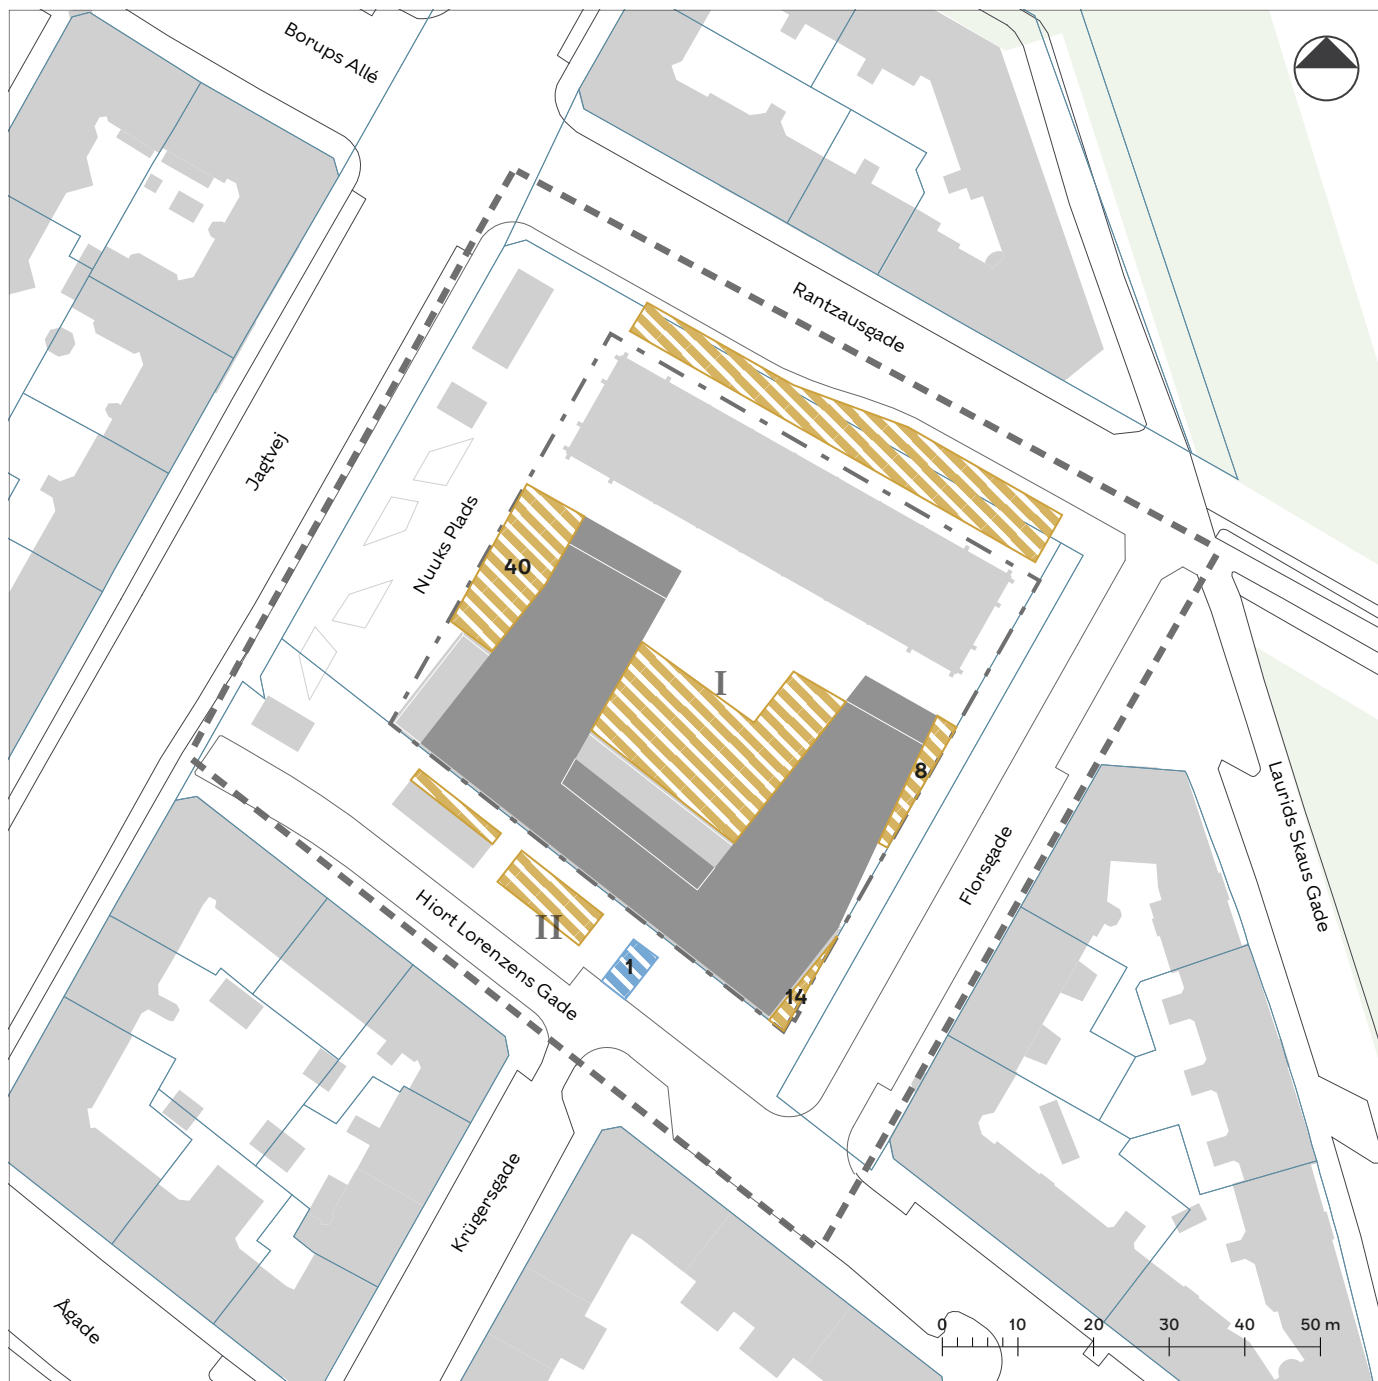 Borups Allé
Rantzausgade
Jagtvej
Nuuks Plads
40
I
8
Laurids Skaus Gade
Florsgade
Hiort Lorenzens Gade
II
1
14
Krügersgade
Ågade
0 10 20 30 40 50 m